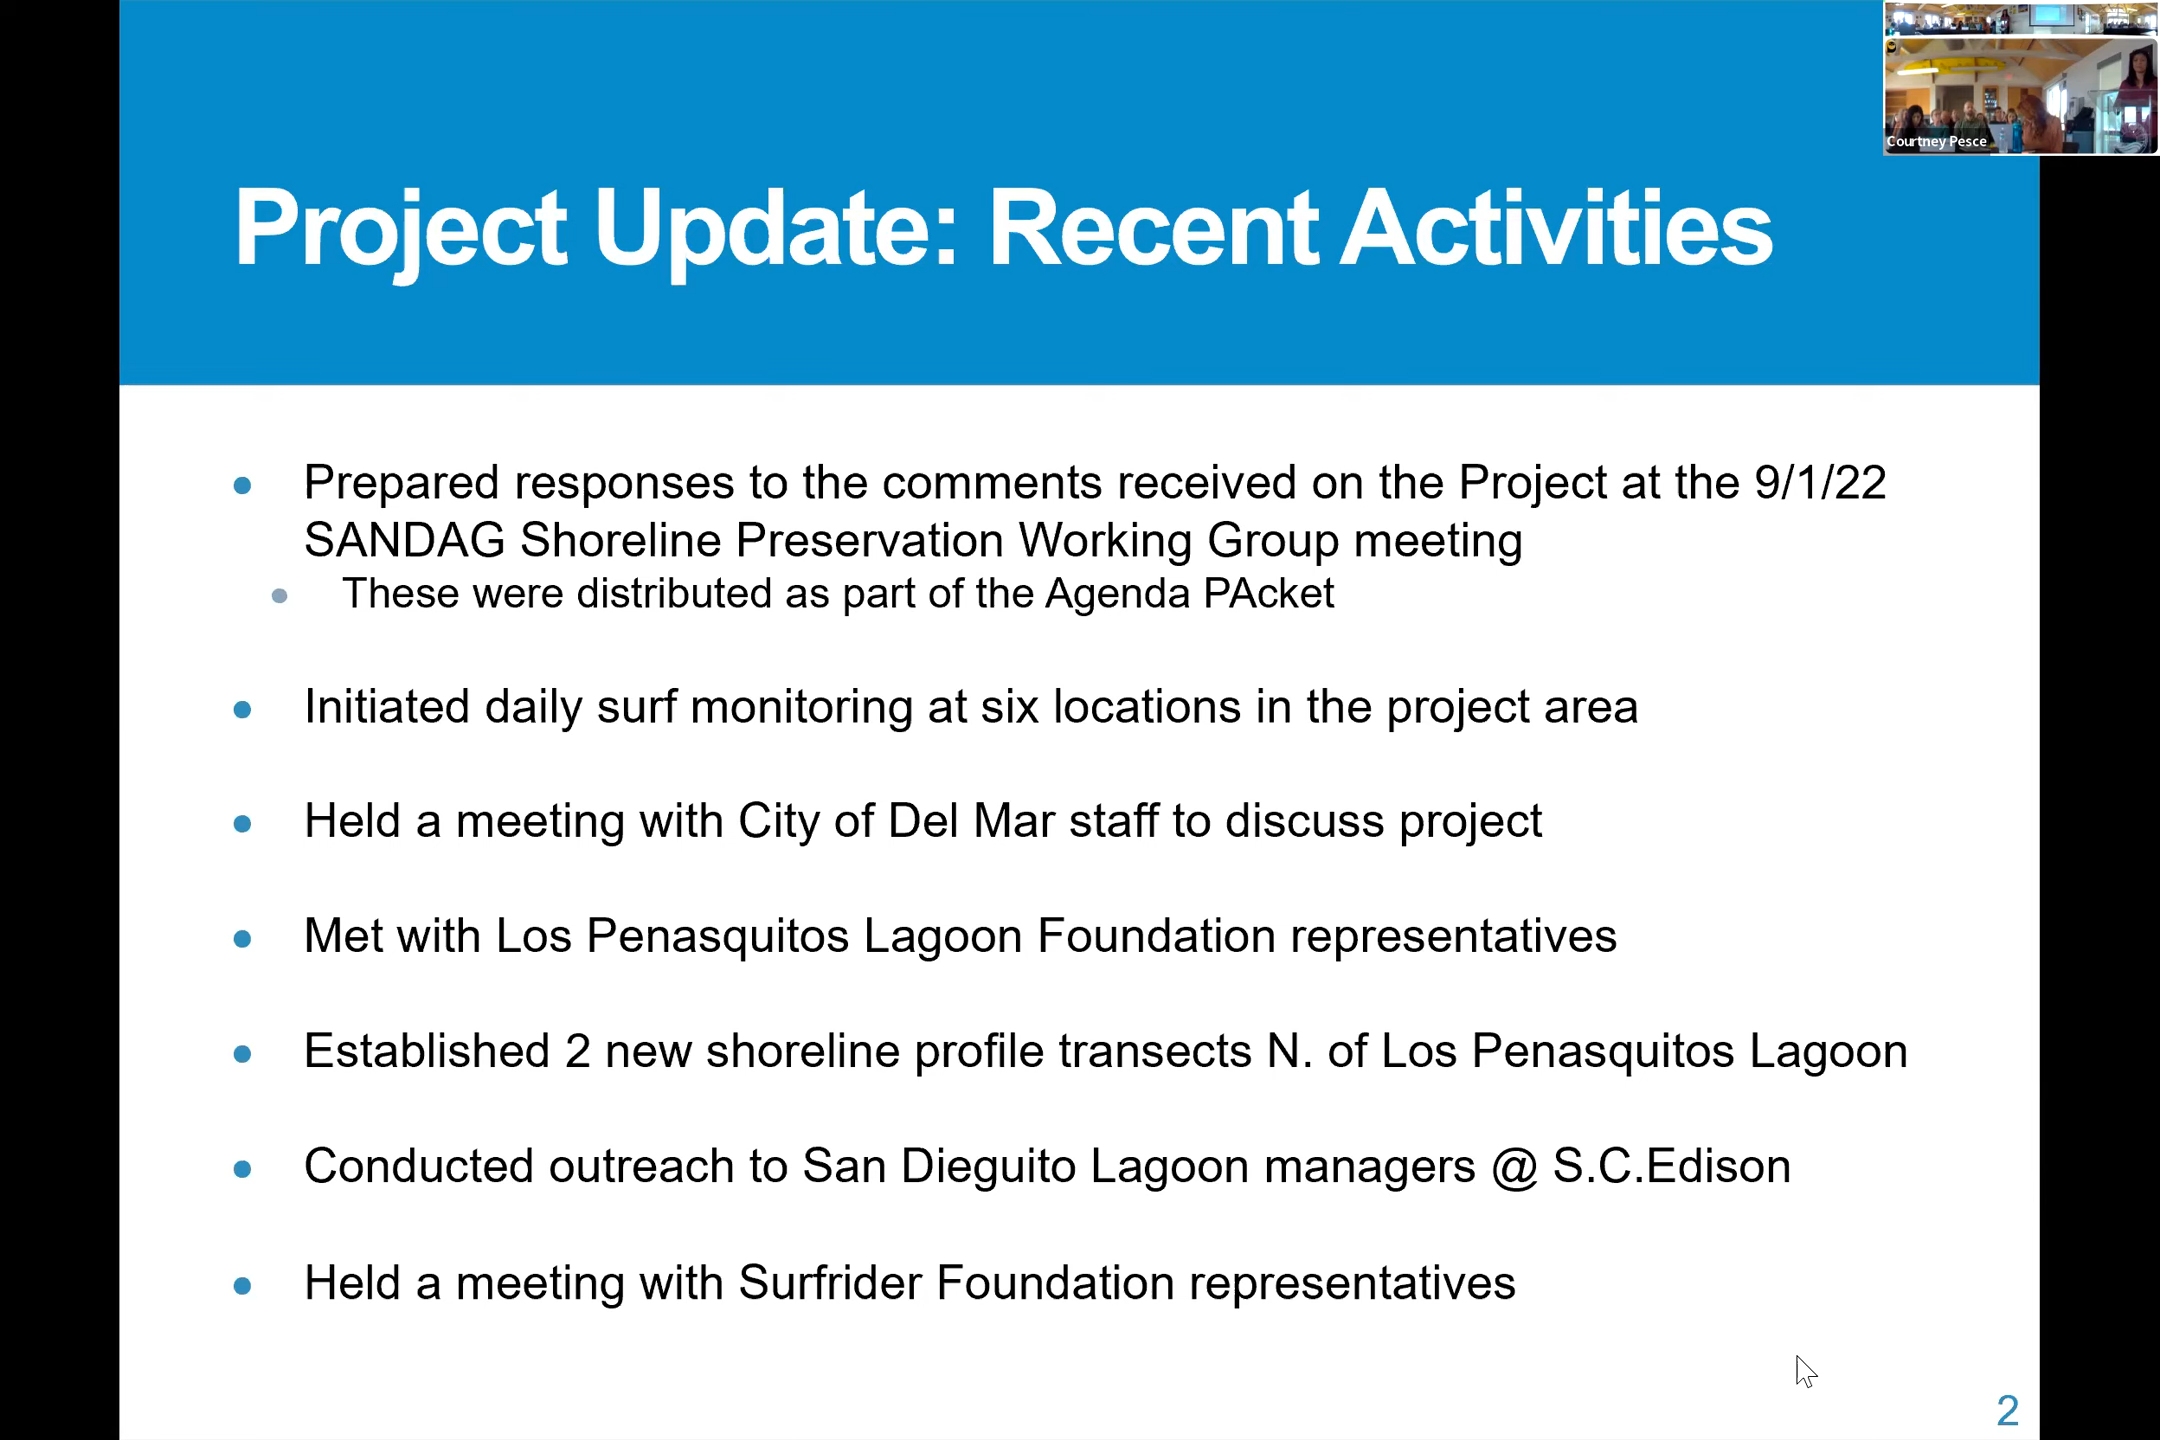 Courtney Pesce
Project Update: Recent Activities
• Prepared responses to the comments received on the Project at the 9/1/22
SANDAG Shoreline Preservation Working Group meeting
• These were distributed as part of the Agenda PAcket
• Initiated daily surf monitoring at six locations in the project area
• Held a meeting with City of Del Mar staff to discuss project
• Met with Los Penasquitos Lagoon Foundation representatives
• Established 2 new shoreline profile transects N. of Los Penasquitos Lagoon
• Conducted outreach to San Dieguito Lagoon managers @ S.C.Edison
• Held a meeting with Surfrider Foundation representatives
2